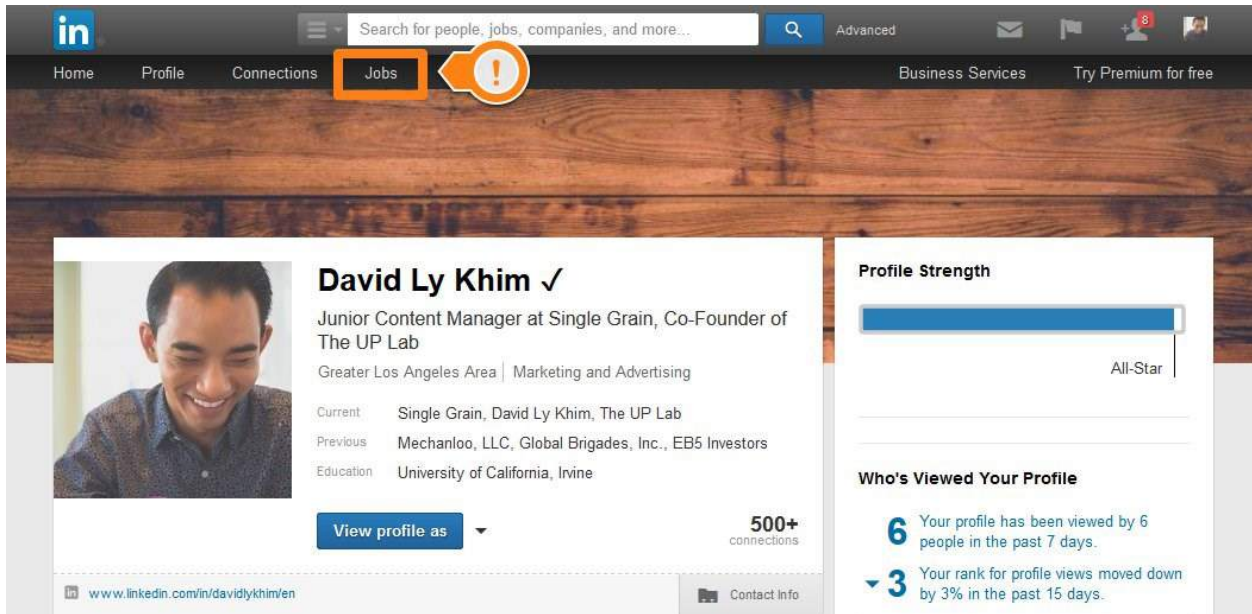 in
Search for people, jobs, companies, and more...
Advanced
8
Home Profile Connections Jobs ! Business Services Try Premium for free
David Ly Khim ✓
Junior Content Manager at Single Grain, Co-Founder of
The UP Lab
Greater Los Angeles Area | Marketing and Advertising
Current Single Grain, David Ly Khim, The UP Lab
Previous Mechanloo, LLC, Global Brigades, Inc., EB5 Investors
Education University of California, Irvine
View profile as
500+
connections
www.linkedin.com/in/davidlykhim/en
Contact Info
Profile Strength
All-Star
Who's Viewed Your Profile
6 Your profile has been viewed by 6
people in the past 7 days.
3 Your rank for profile views moved down
by 3% in the past 15 days.